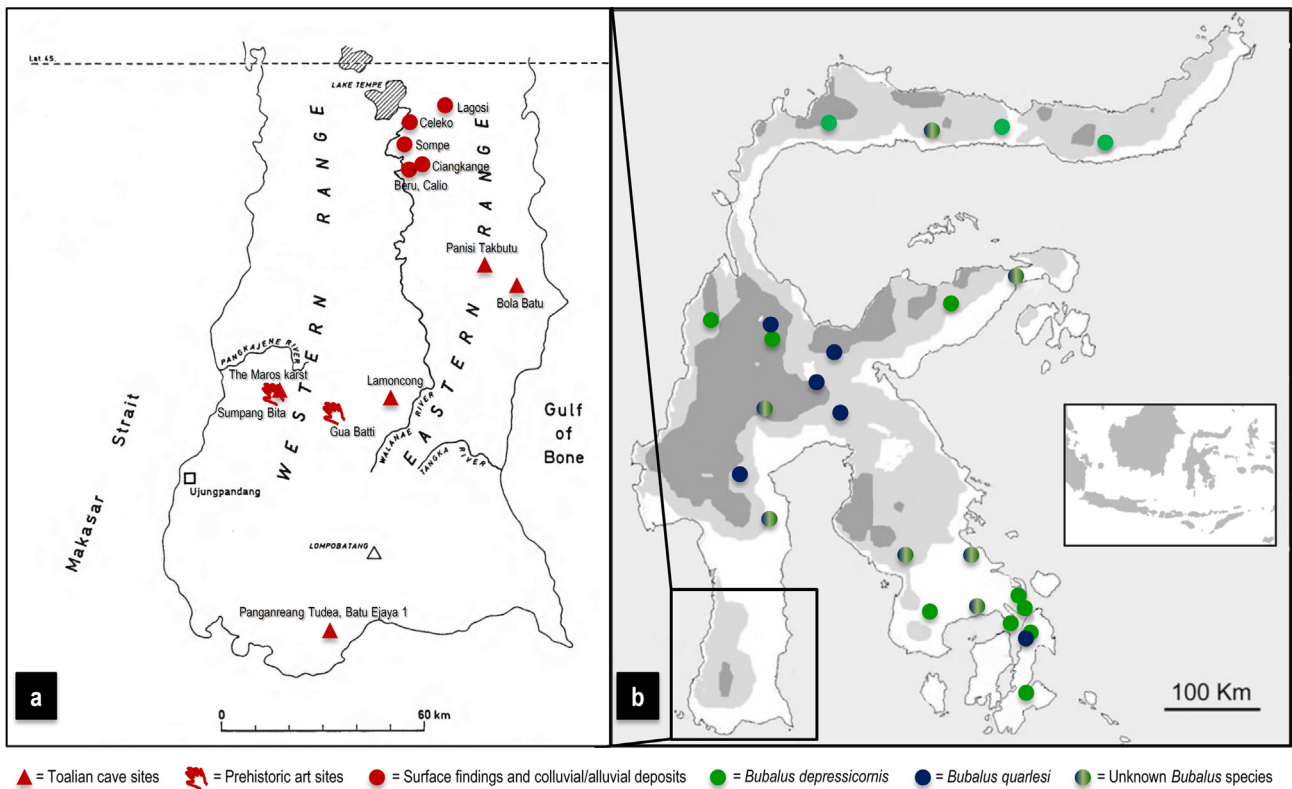 Lat 4S.
LAKE TEMPE
Lagosi
Celeko
Sompe
Ciangkange
Beru, Calio
WESTERN RANGE
EASTERN RANGE
Panisi Takbutu
Bola Batu
PANGKAJENE RIVER
The Maros karst
Sumpang Bita
Gua Batti
Lamoncong
WALANAE RIVER
TANGKA RIVER
Gulf
of
Bone
Makasar Strait
Ujungpandang
LOMPOBATANG
Panganreang Tudea, Batu Ejaya 1
a
0 60 km
b
100 Km
= Toalian cave sites = Prehistoric art sites = Surface findings and colluvial/alluvial deposits = Bubalus depressicornis = Bubalus quarlesi = Unknown Bubalus species